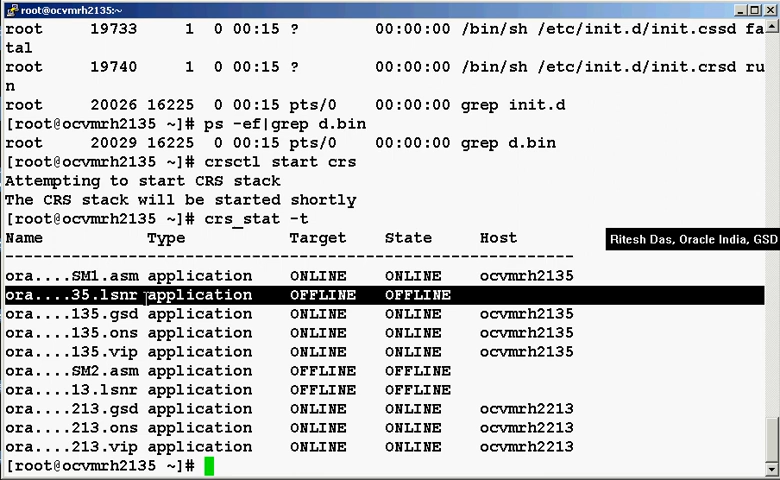 root@ocvmrh2135:~
root     19733     1  0 00:15 ?        00:00:00 /bin/sh /etc/init.d/init.cssd fa
tal
root     19740     1  0 00:15 ?        00:00:00 /bin/sh /etc/init.d/init.crsd ru
n
root     20026 16225  0 00:15 pts/0    00:00:00 grep init.d
[root@ocvmrh2135 ~]# ps -ef|grep d.bin
root     20029 16225  0 00:15 pts/0    00:00:00 grep d.bin
[root@ocvmrh2135 ~]# crsctl start crs
Attempting to start CRS stack
The CRS stack will be started shortly
[root@ocvmrh2135 ~]# crs_stat -t
Name           Type           Target    State     Host
Ritesh Das, Oracle India, GSD
------------------------------------------------------------
ora....SM1.asm application    ONLINE    ONLINE    ocvmrh2135
ora....35.lsnr application    OFFLINE   OFFLINE
ora....135.gsd application    ONLINE    ONLINE    ocvmrh2135
ora....135.ons application    ONLINE    ONLINE    ocvmrh2135
ora....135.vip application    ONLINE    ONLINE    ocvmrh2135
ora....SM2.asm application    OFFLINE   OFFLINE
ora....13.lsnr application    OFFLINE   OFFLINE
ora....213.gsd application    ONLINE    ONLINE    ocvmrh2213
ora....213.ons application    ONLINE    ONLINE    ocvmrh2213
ora....213.vip application    ONLINE    ONLINE    ocvmrh2213
[root@ocvmrh2135 ~]#